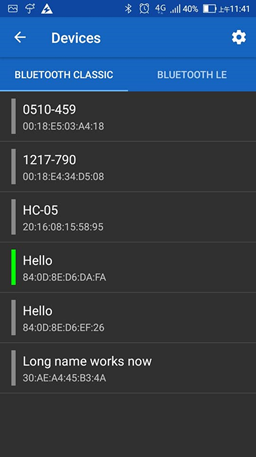 4G 40% 上午11:41
Devices
BLUETOOTH CLASSIC BLUETOOTH LE
0510-459
00:18:E5:03:A4:18
1217-790
00:18:E4:34:D5:08
HC-05
20:16:08:15:58:95
Hello
84:0D:8E:D6:DA:FA
Hello
84:0D:8E:D6:EF:26
Long name works now
30:AE:A4:45:B3:4A